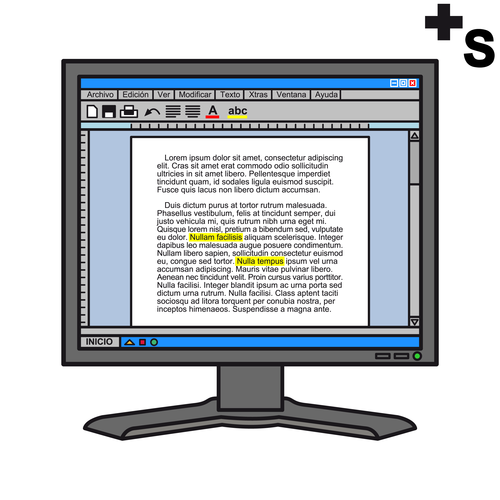 +s
Archivo Edición Ver Modificar Texto Xtras Ventana Ayuda
A abc
Lorem ipsum dolor sit amet, consectetur adipiscing
elit. Cras sit amet erat commodo odio sollicitudin
ultricies in sit amet libero. Pellentesque imperdiet
tincidunt quam, id sodales ligula euismod suscipit.
Fusce quis lacus non libero dictum accumsan.
Duis dictum purus at tortor rutrum malesuada.
Phasellus vestibulum, felis at tincidunt semper, dui
justo vehicula mi, quis rutrum nibh urna eget mi.
Quisque lorem nisl, pretium a bibendum sed, vulputate
eu dolor. Nullam facilisis aliquam scelerisque. Integer
dapibus leo malesuada augue posuere condimentum.
Nullam libero sapien, sollicitudin consectetur euismod
eu, congue sed tortor. Nulla tempus ipsum vel urna
accumsan adipiscing. Mauris vitae pulvinar libero.
Aenean nec tincidunt velit. Proin cursus varius porttitor.
Nulla facilisi. Integer blandit ipsum ac urna porta sed
dictum urna rutrum. Nulla facilisi. Class aptent taciti
sociosqu ad litora torquent per conubia nostra, per
inceptos himenaeos. Suspendisse a magna ante.
INICIO